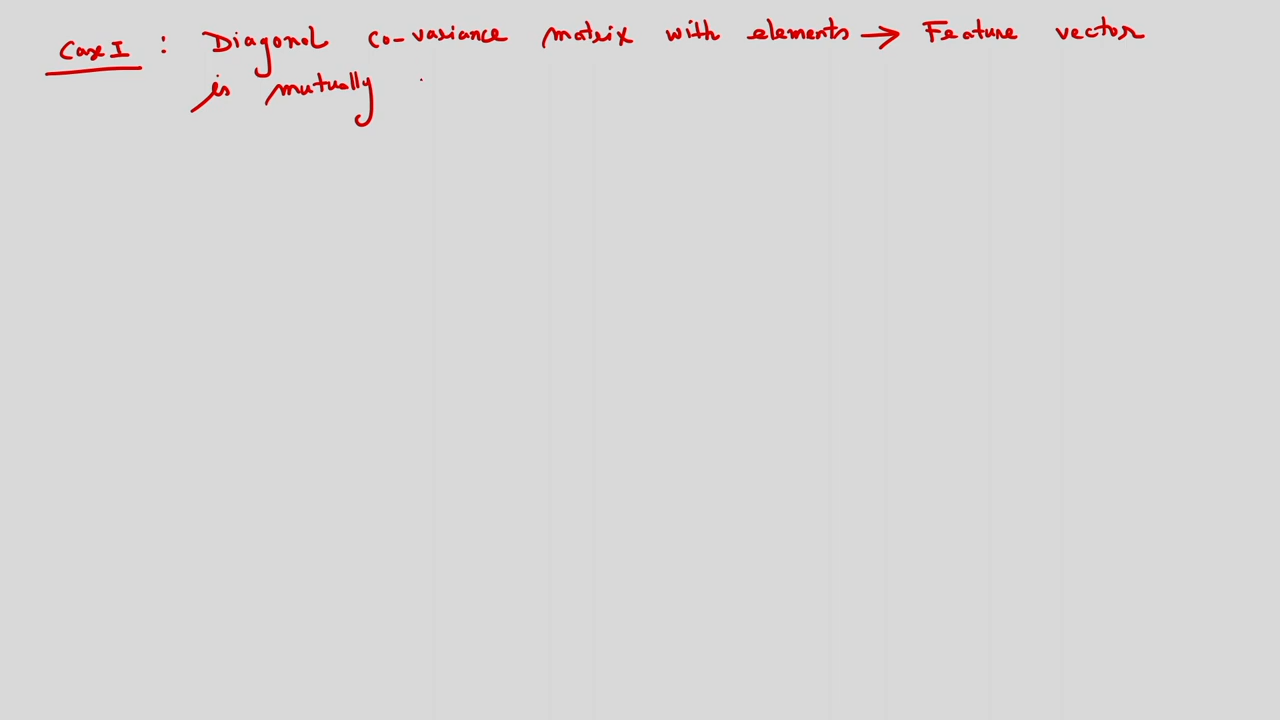 Case I : Diagonal co-variance matrix with elements → Feature vector
is mutually